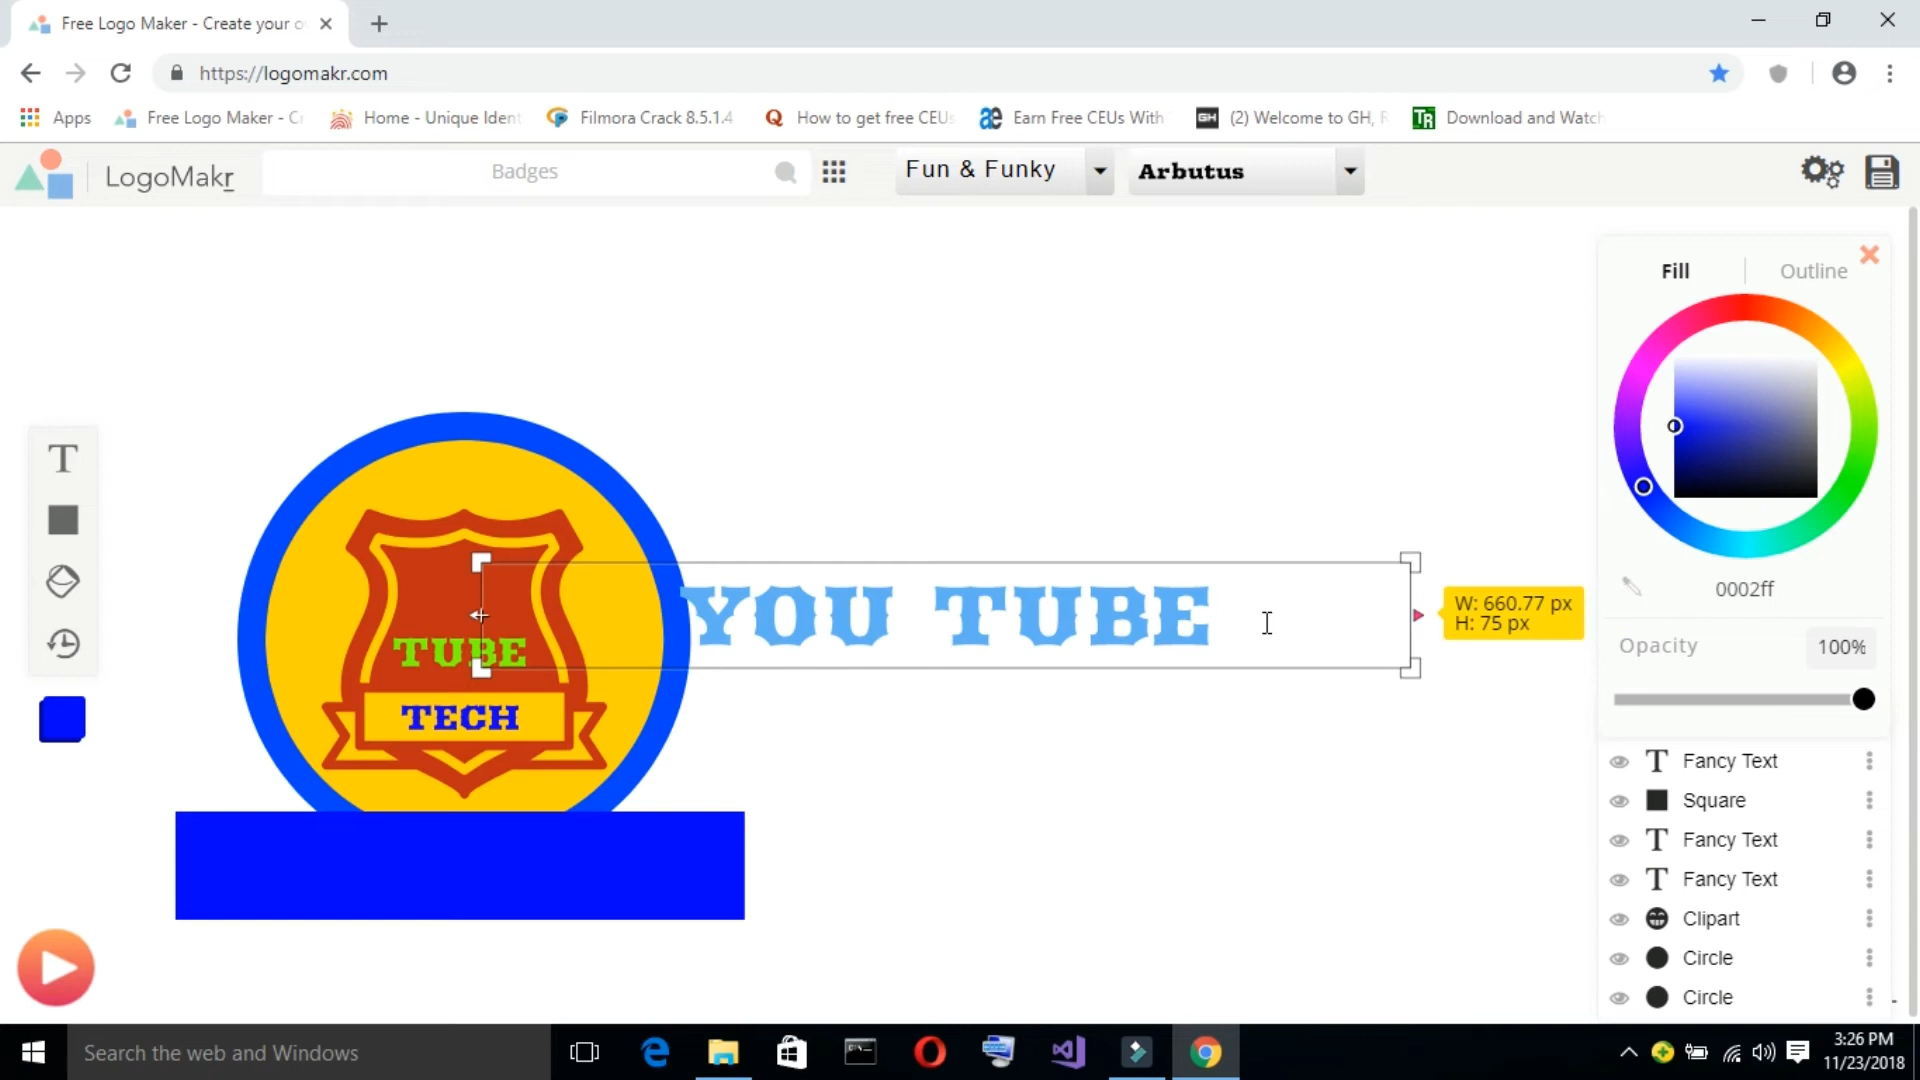 Free Logo Maker - Create your o
https://logomakr.com
Apps
Free Logo Maker - Cr
Home - Unique Ident
Filmora Crack 8.5.1.4
How to get free CEUs
Earn Free CEUs With
(2) Welcome to GH, R
Download and Watch
LogoMakr
Badges
Fun & Funky
Arbutus
Fill
Outline
YOU TUBE
W: 660.77 px
H: 75 px
0002ff
TUBE
TECH
Opacity
100%
Fancy Text
Square
Fancy Text
Fancy Text
Clipart
Circle
Circle
Search the web and Windows
3:26 PM
11/23/2018